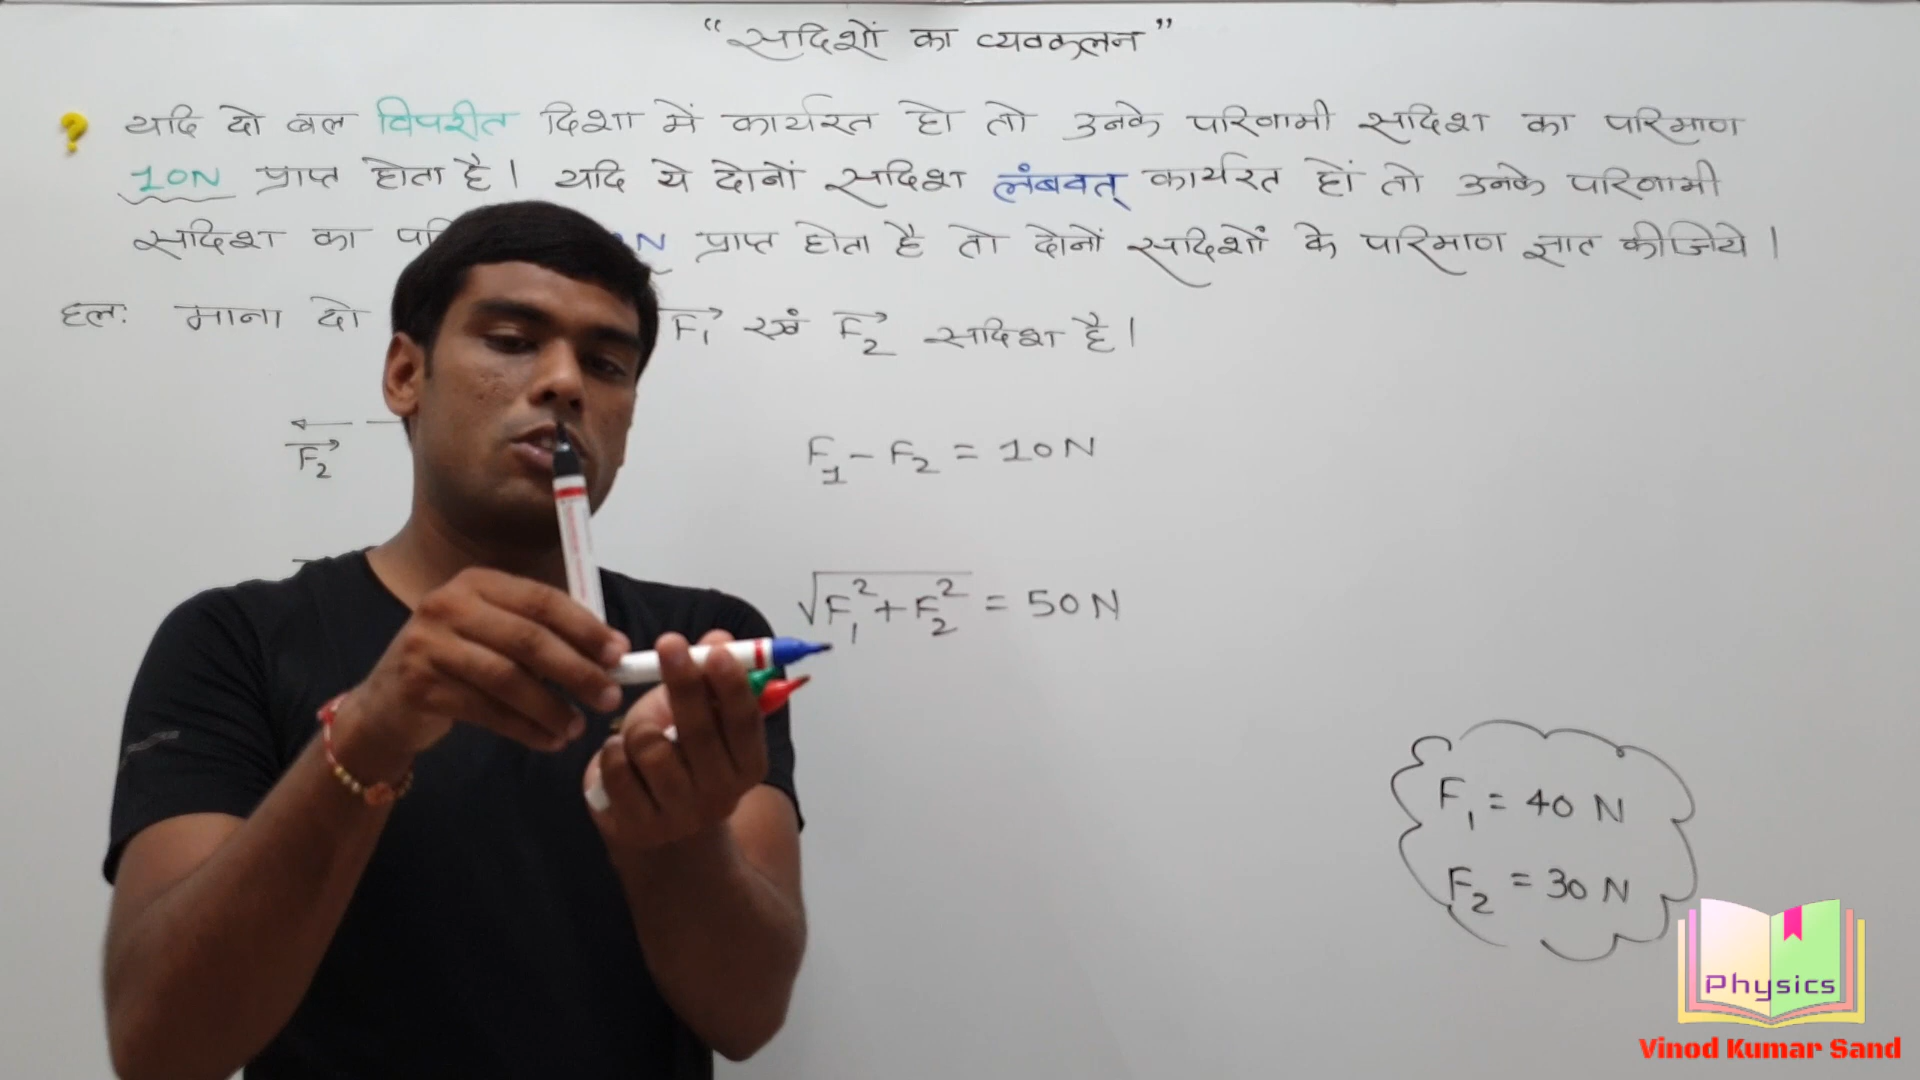 “सदिशों का व्यवकलन”
? यदि दो बल विपरीत दिशा में कार्यरत हो तो उनके परिणामी सदिश का परिमाण
10N प्राप्त होता है। यदि ये दोनों सदिश लंबवत् कार्यरत हों तो उनके परिणामी
सदिश का N प्राप्त होता है तो दोनों सदिशों के परिमाण ज्ञात कीजिये।
हल: माना दो F₁⃗ एवं F₂⃗ सदिश है।
F₂⃗
F₁ - F₂ = 10N
√(F₁² + F₂²) = 50N
F₁ = 40 N
F₂ = 30 N
Physics
Vinod Kumar Sand